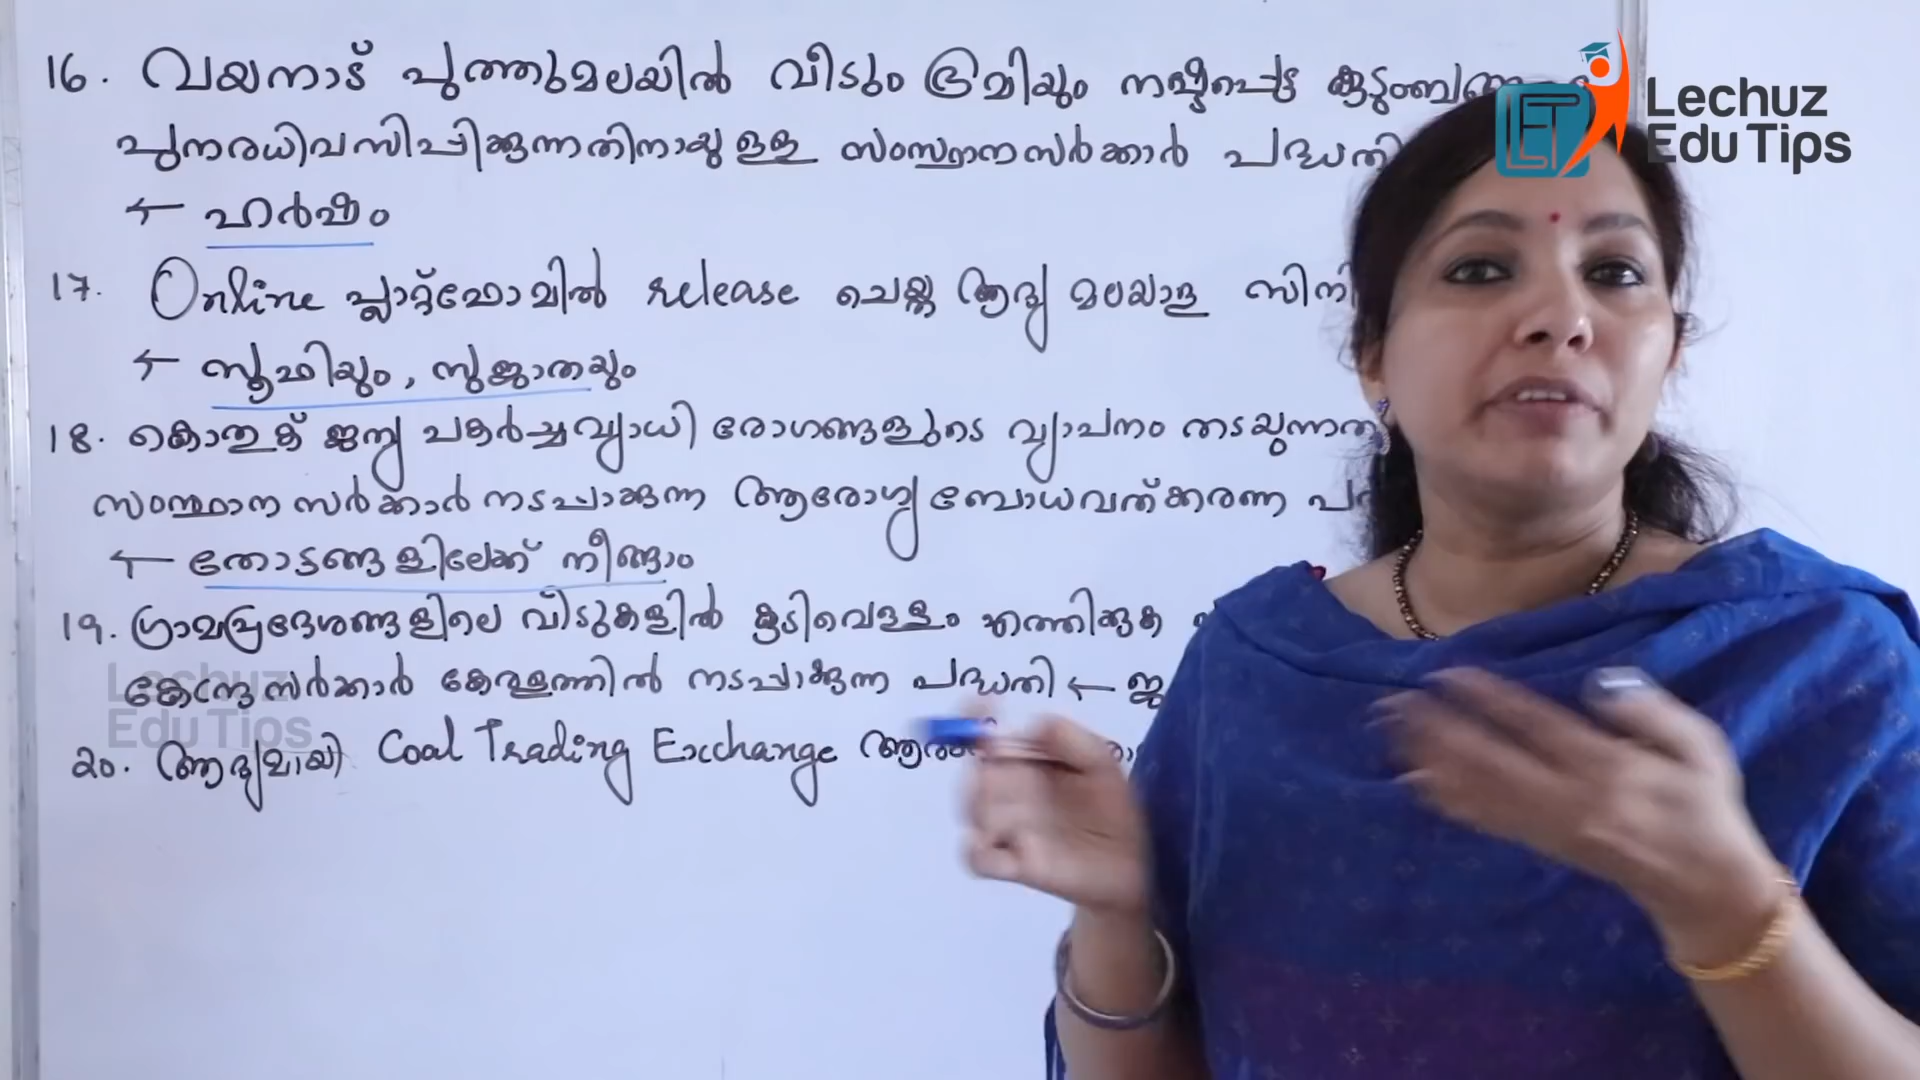 16. വയനാട് പുത്തുമലയിൽ വീടും ഭൂമിയും നഷ്ടപ്പെട്ട
പുനരധിവസിപ്പിക്കുന്നതിനായുള്ള സംസ്ഥാനസർക്കാർ പദ്ധതി
← ഹർഷം
17. Online പ്ലാറ്റ്ഫോമിൽ release ചെയ്ത ആദ്യ മലയാള
← സൂഫിയും, സുജാതയും
18. കൊതുക് ജന്യ പകർച്ചവ്യാധി രോഗങ്ങളുടെ വ്യാപനം
സംസ്ഥാന സർക്കാർ നടപ്പാക്കുന്ന ആരോഗ്യ ബോധവത്ക്കരണ
← തോട്ടങ്ങളിലേക്ക് നീങ്ങാം
19. ഗ്രാമപ്രദേശങ്ങളിലെ വീടുകളിൽ കുടിവെള്ളം എത്തിക്കുക
കേന്ദ്രസർക്കാർ കേരളത്തിൽ നടപ്പാക്കുന്ന പദ്ധതി ←
20. ആദ്യമായി Coal Trading Exchange
Lechuz
Edu Tips
Lechuz
Edu Tips